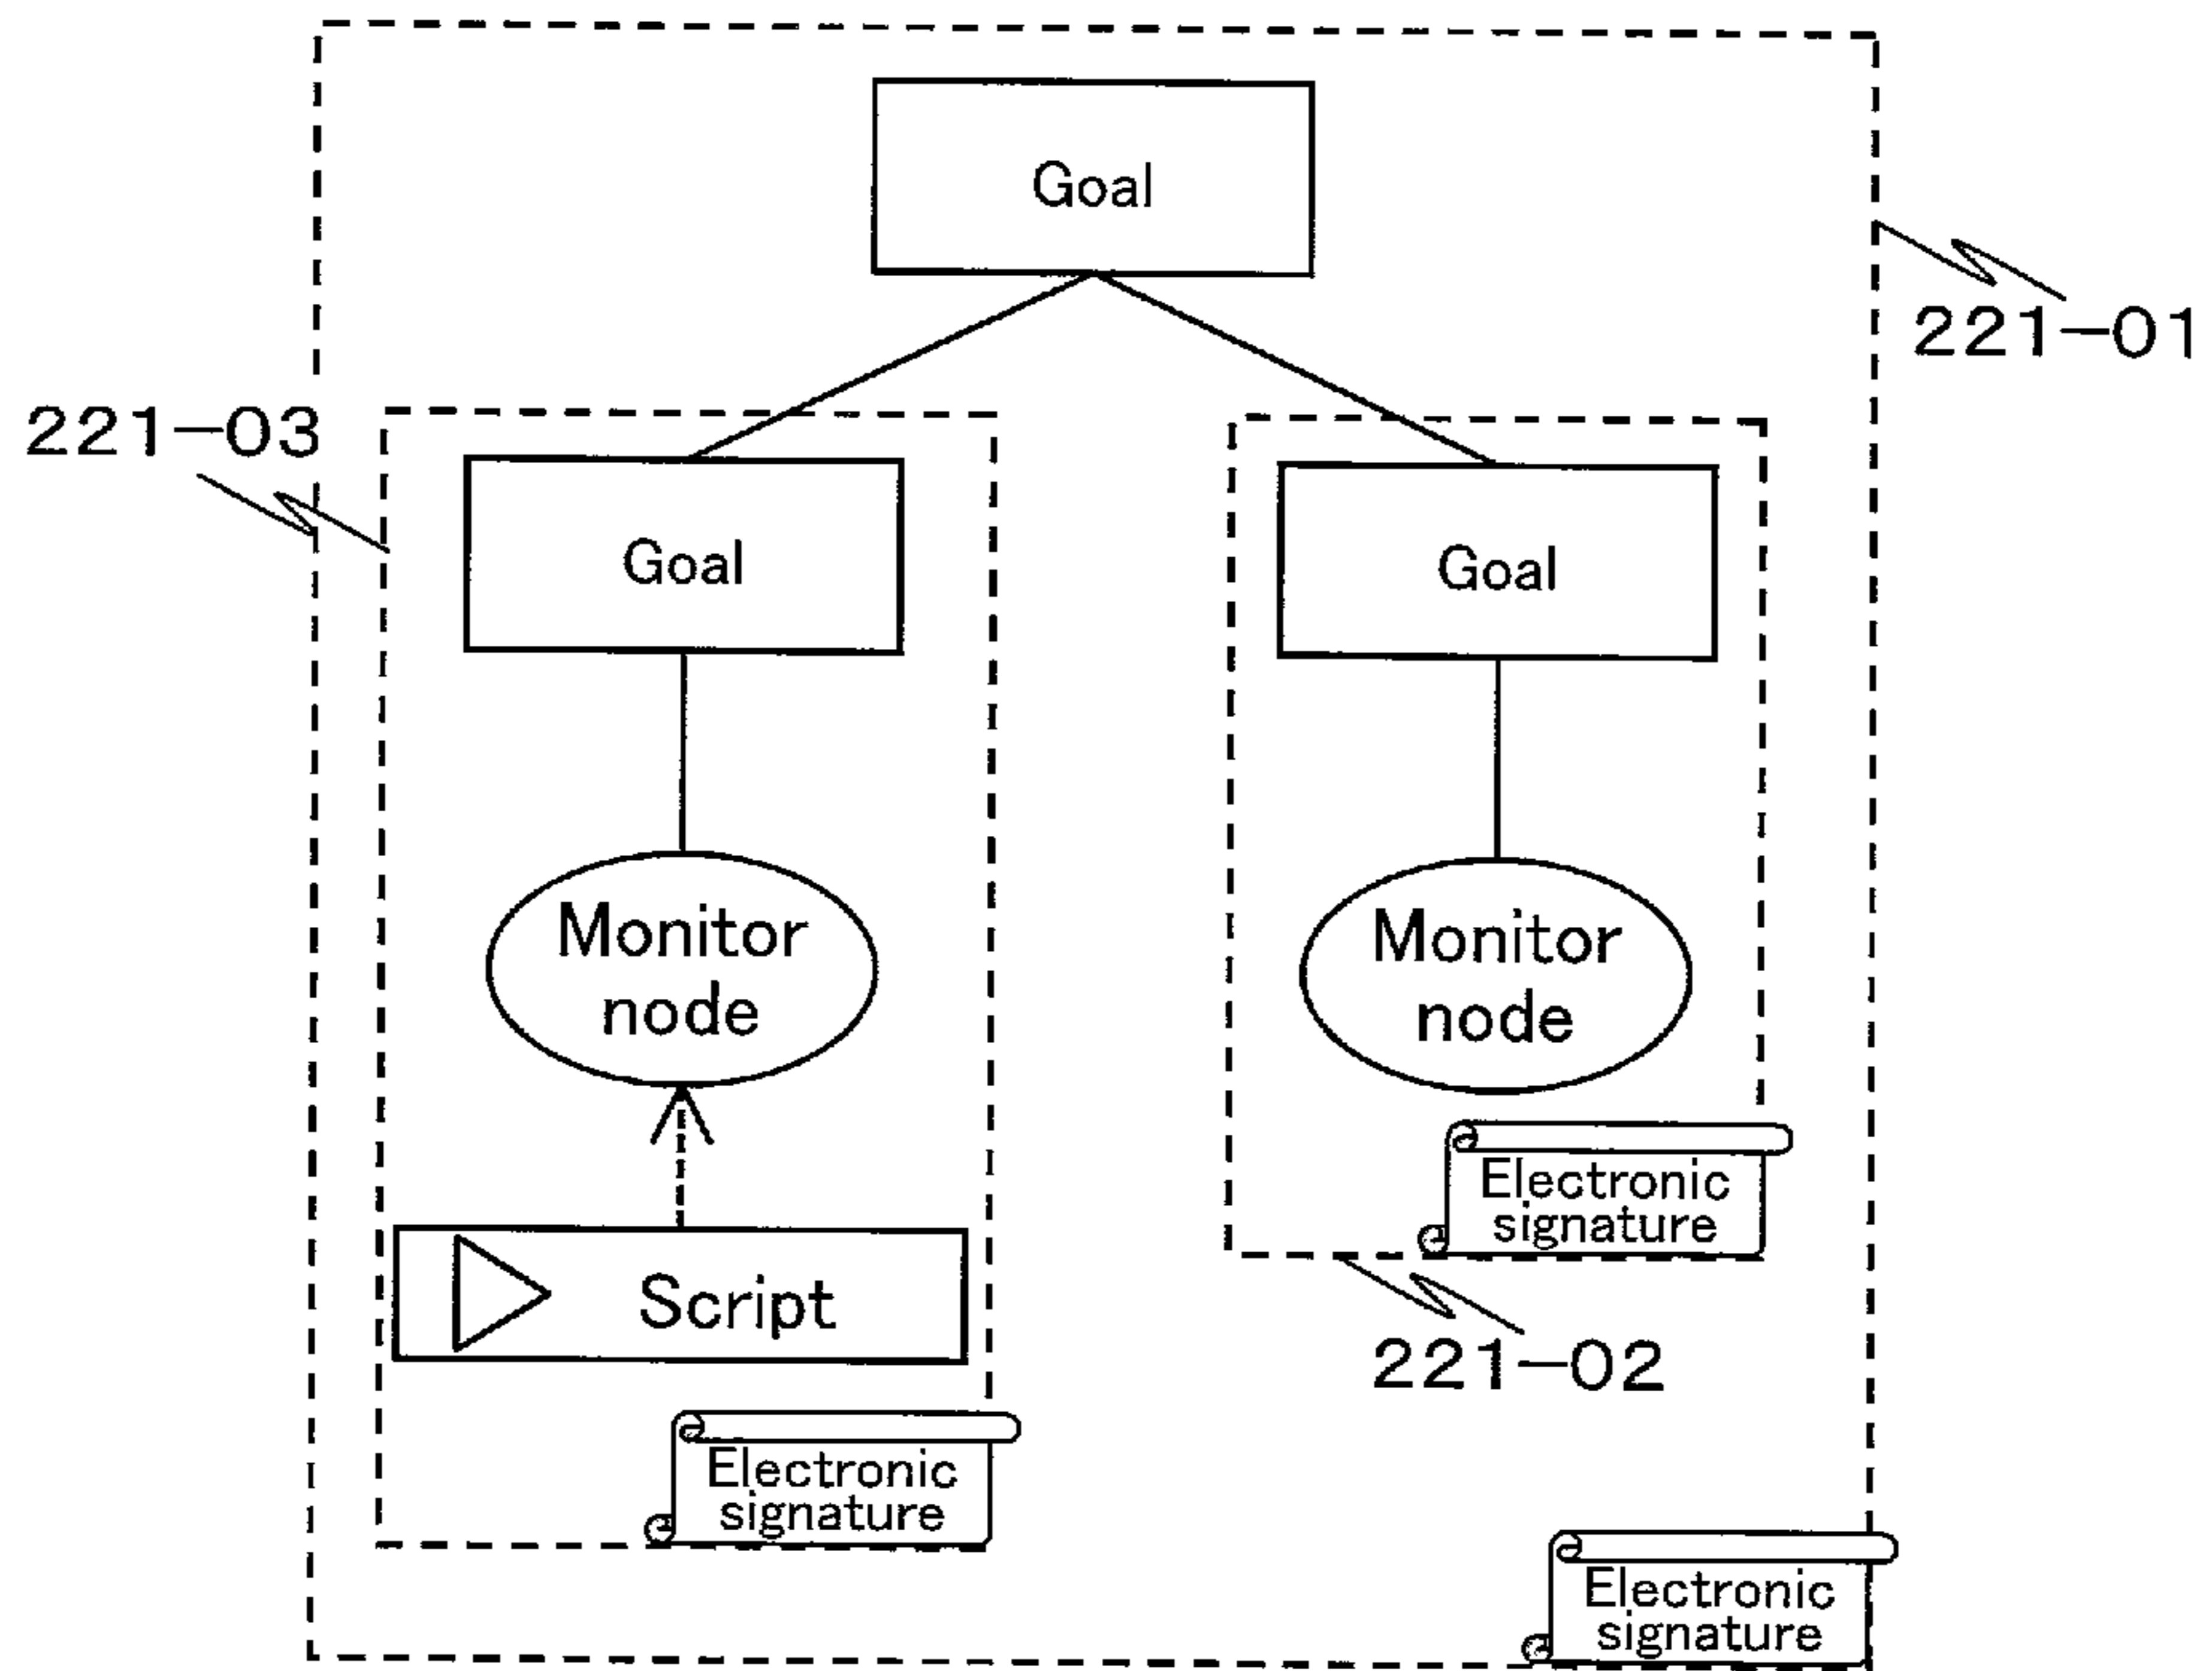 Goal
221-01
221-03
Goal
Goal
Monitor
node
Monitor
node
Electronic
signature
Script
221-02
Electronic
signature
Electronic
signature